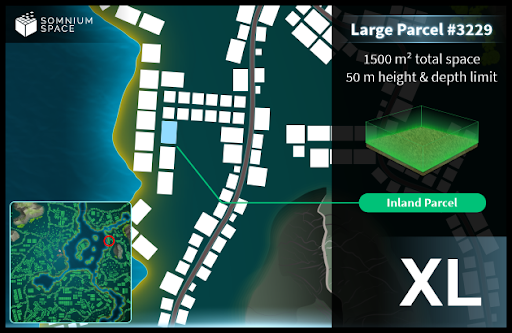 SOMNIUM
SPACE
Large Parcel #3229
1500 m² total space
50 m height & depth limit
Inland Parcel
XL